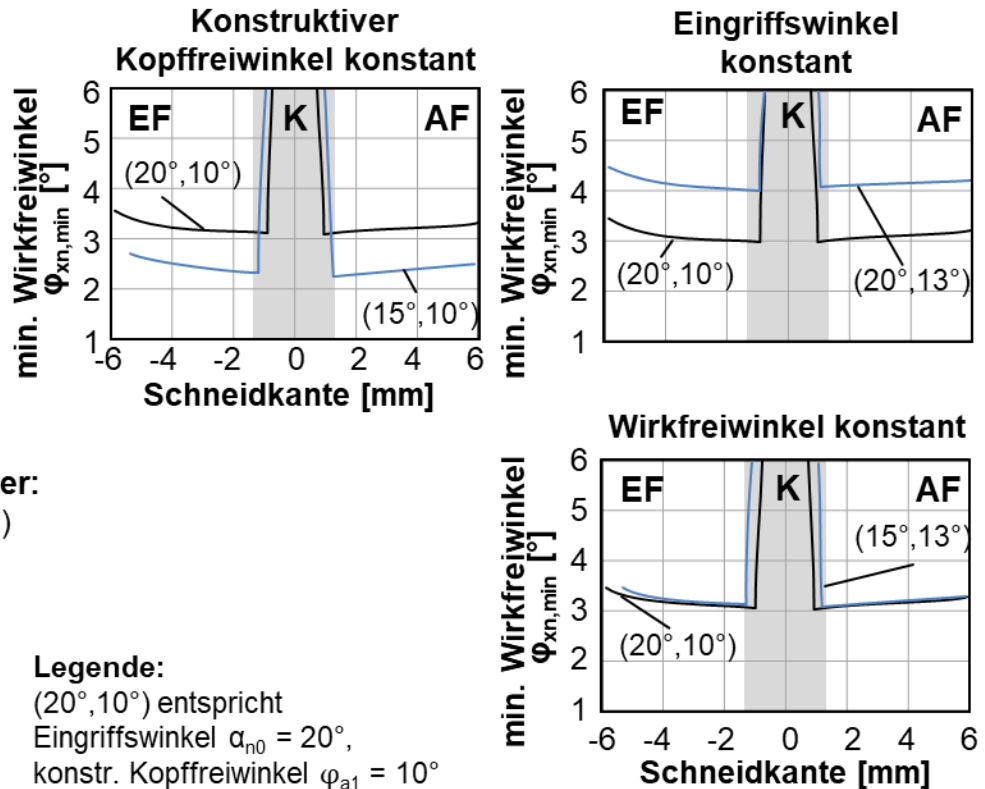 Konstruktiver
Kopffreiwinkel konstant
min. Wirkfreiwinkel
φxn,min [°]
6
5
4
3
2
1
EF
K
AF
(20°,10°)
(15°,10°)
-6 -4 -2 0 2 4 6
Schneidkante [mm]
Eingriffswinkel
konstant
min. Wirkfreiwinkel
φxn,min [°]
6
5
4
3
2
1
EF
K
AF
(20°,10°)
(20°,13°)
Wirkfreiwinkel konstant
min. Wirkfreiwinkel
φxn,min [°]
6
5
4
3
2
1
EF
K
AF
(15°,13°)
(20°,10°)
-6 -4 -2 0 2 4 6
Schneidkante [mm]
er:
)
Legende:
(20°,10°) entspricht
Eingriffswinkel αn0 = 20°,
konstr. Kopffreiwinkel φa1 = 10°